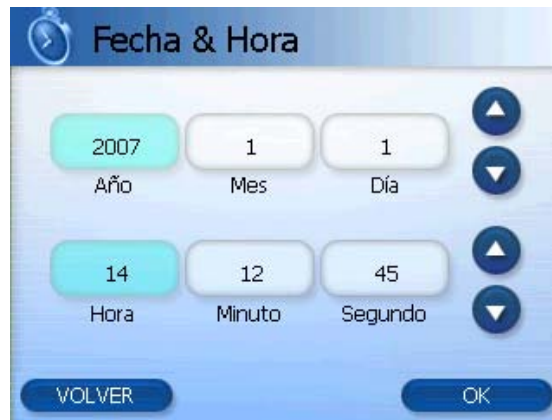 Fecha & Hora
2007 1 1
Año Mes Día
14 12 45
Hora Minuto Segundo
VOLVER OK